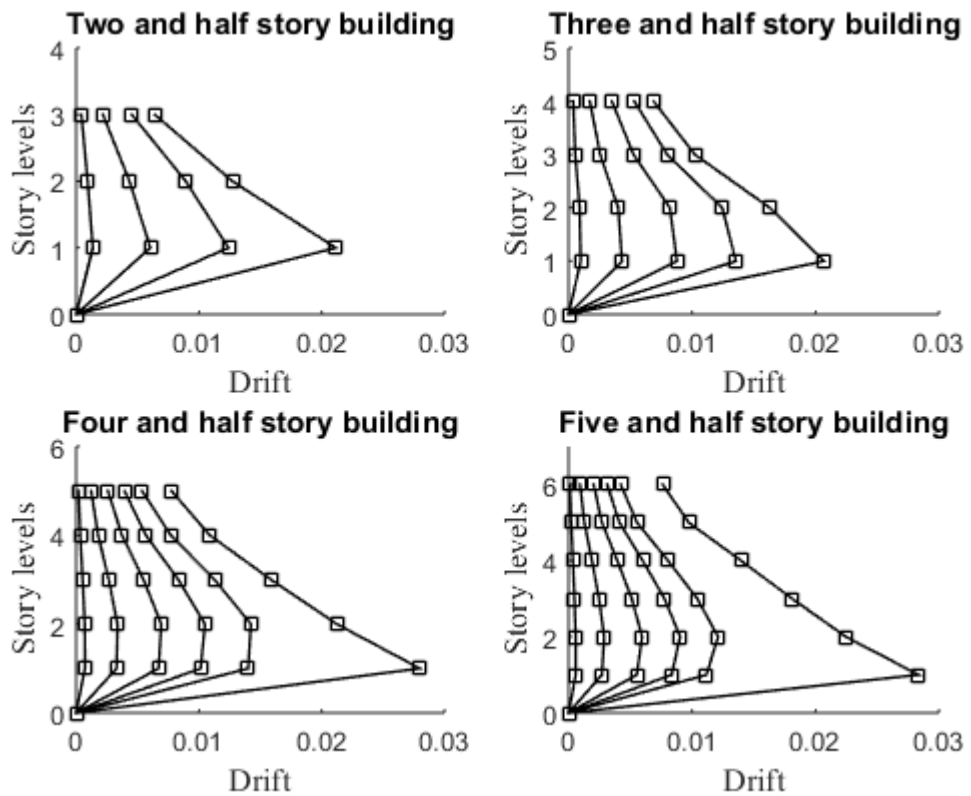 Two and half story building
4
3
2
1
0
Story levels
0 0.01 0.02 0.03
Drift
Three and half story building
5
4
3
2
1
0
Story levels
0 0.01 0.02 0.03
Drift
Four and half story building
6
4
2
0
Story levels
0 0.01 0.02 0.03
Drift
Five and half story building
6
4
2
0
Story levels
0 0.01 0.02 0.03
Drift